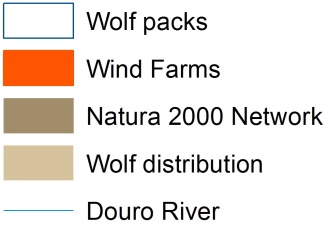 Wolf packs
Wind Farms
Natura 2000 Network
Wolf distribution
Douro River